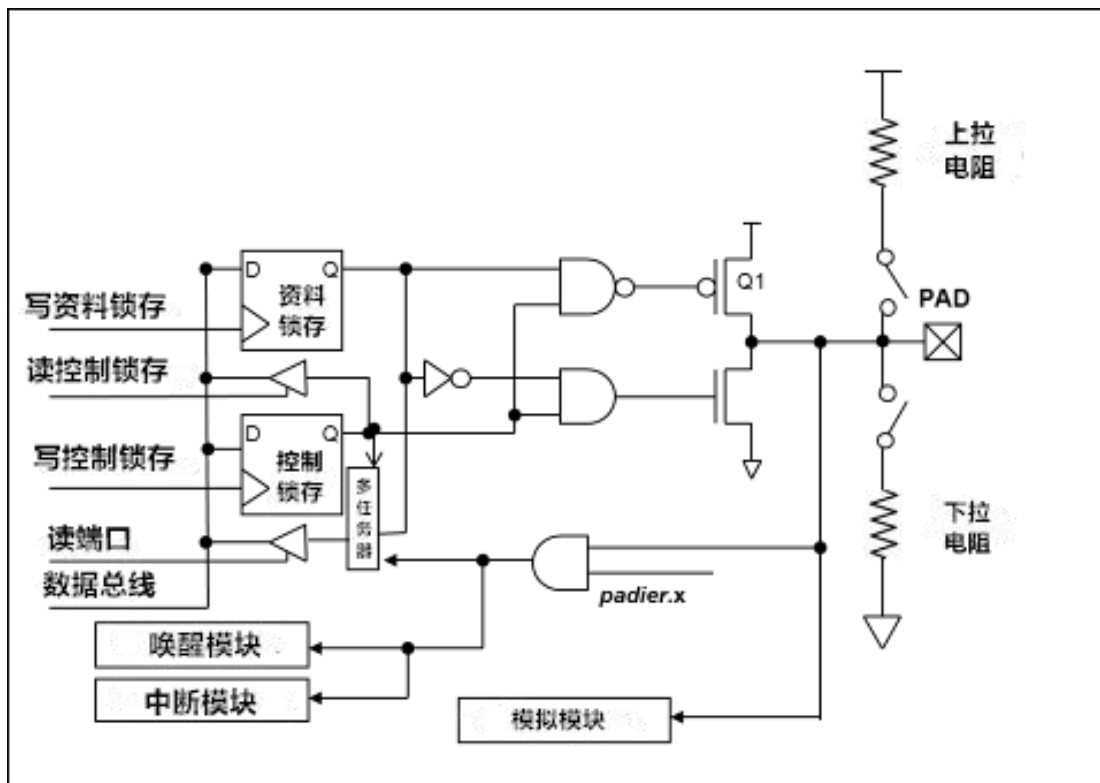 上拉
电阻
Q1
PAD
D
Q
资料
锁存
写资料锁存
读控制锁存
D
Q
控制
锁存
写控制锁存
多
任
务
器
读端口
数据总线
下拉
电阻
padier.x
唤醒模块
中断模块
模拟模块